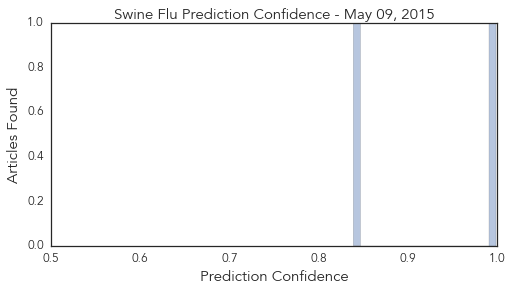 Swine Flu Prediction Confidence - May 09, 2015
Articles Found
1.0
0.8
0.6
0.4
0.2
0.0
0.5 0.6 0.7 0.8 0.9 1.0
Prediction Confidence